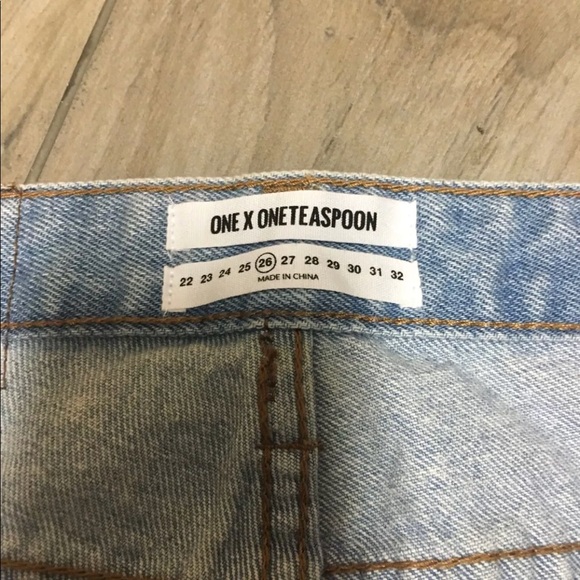 ONE X ONETEASPOON
22 23 24 25 26 27 28 29 30 31 32
MADE IN CHINA